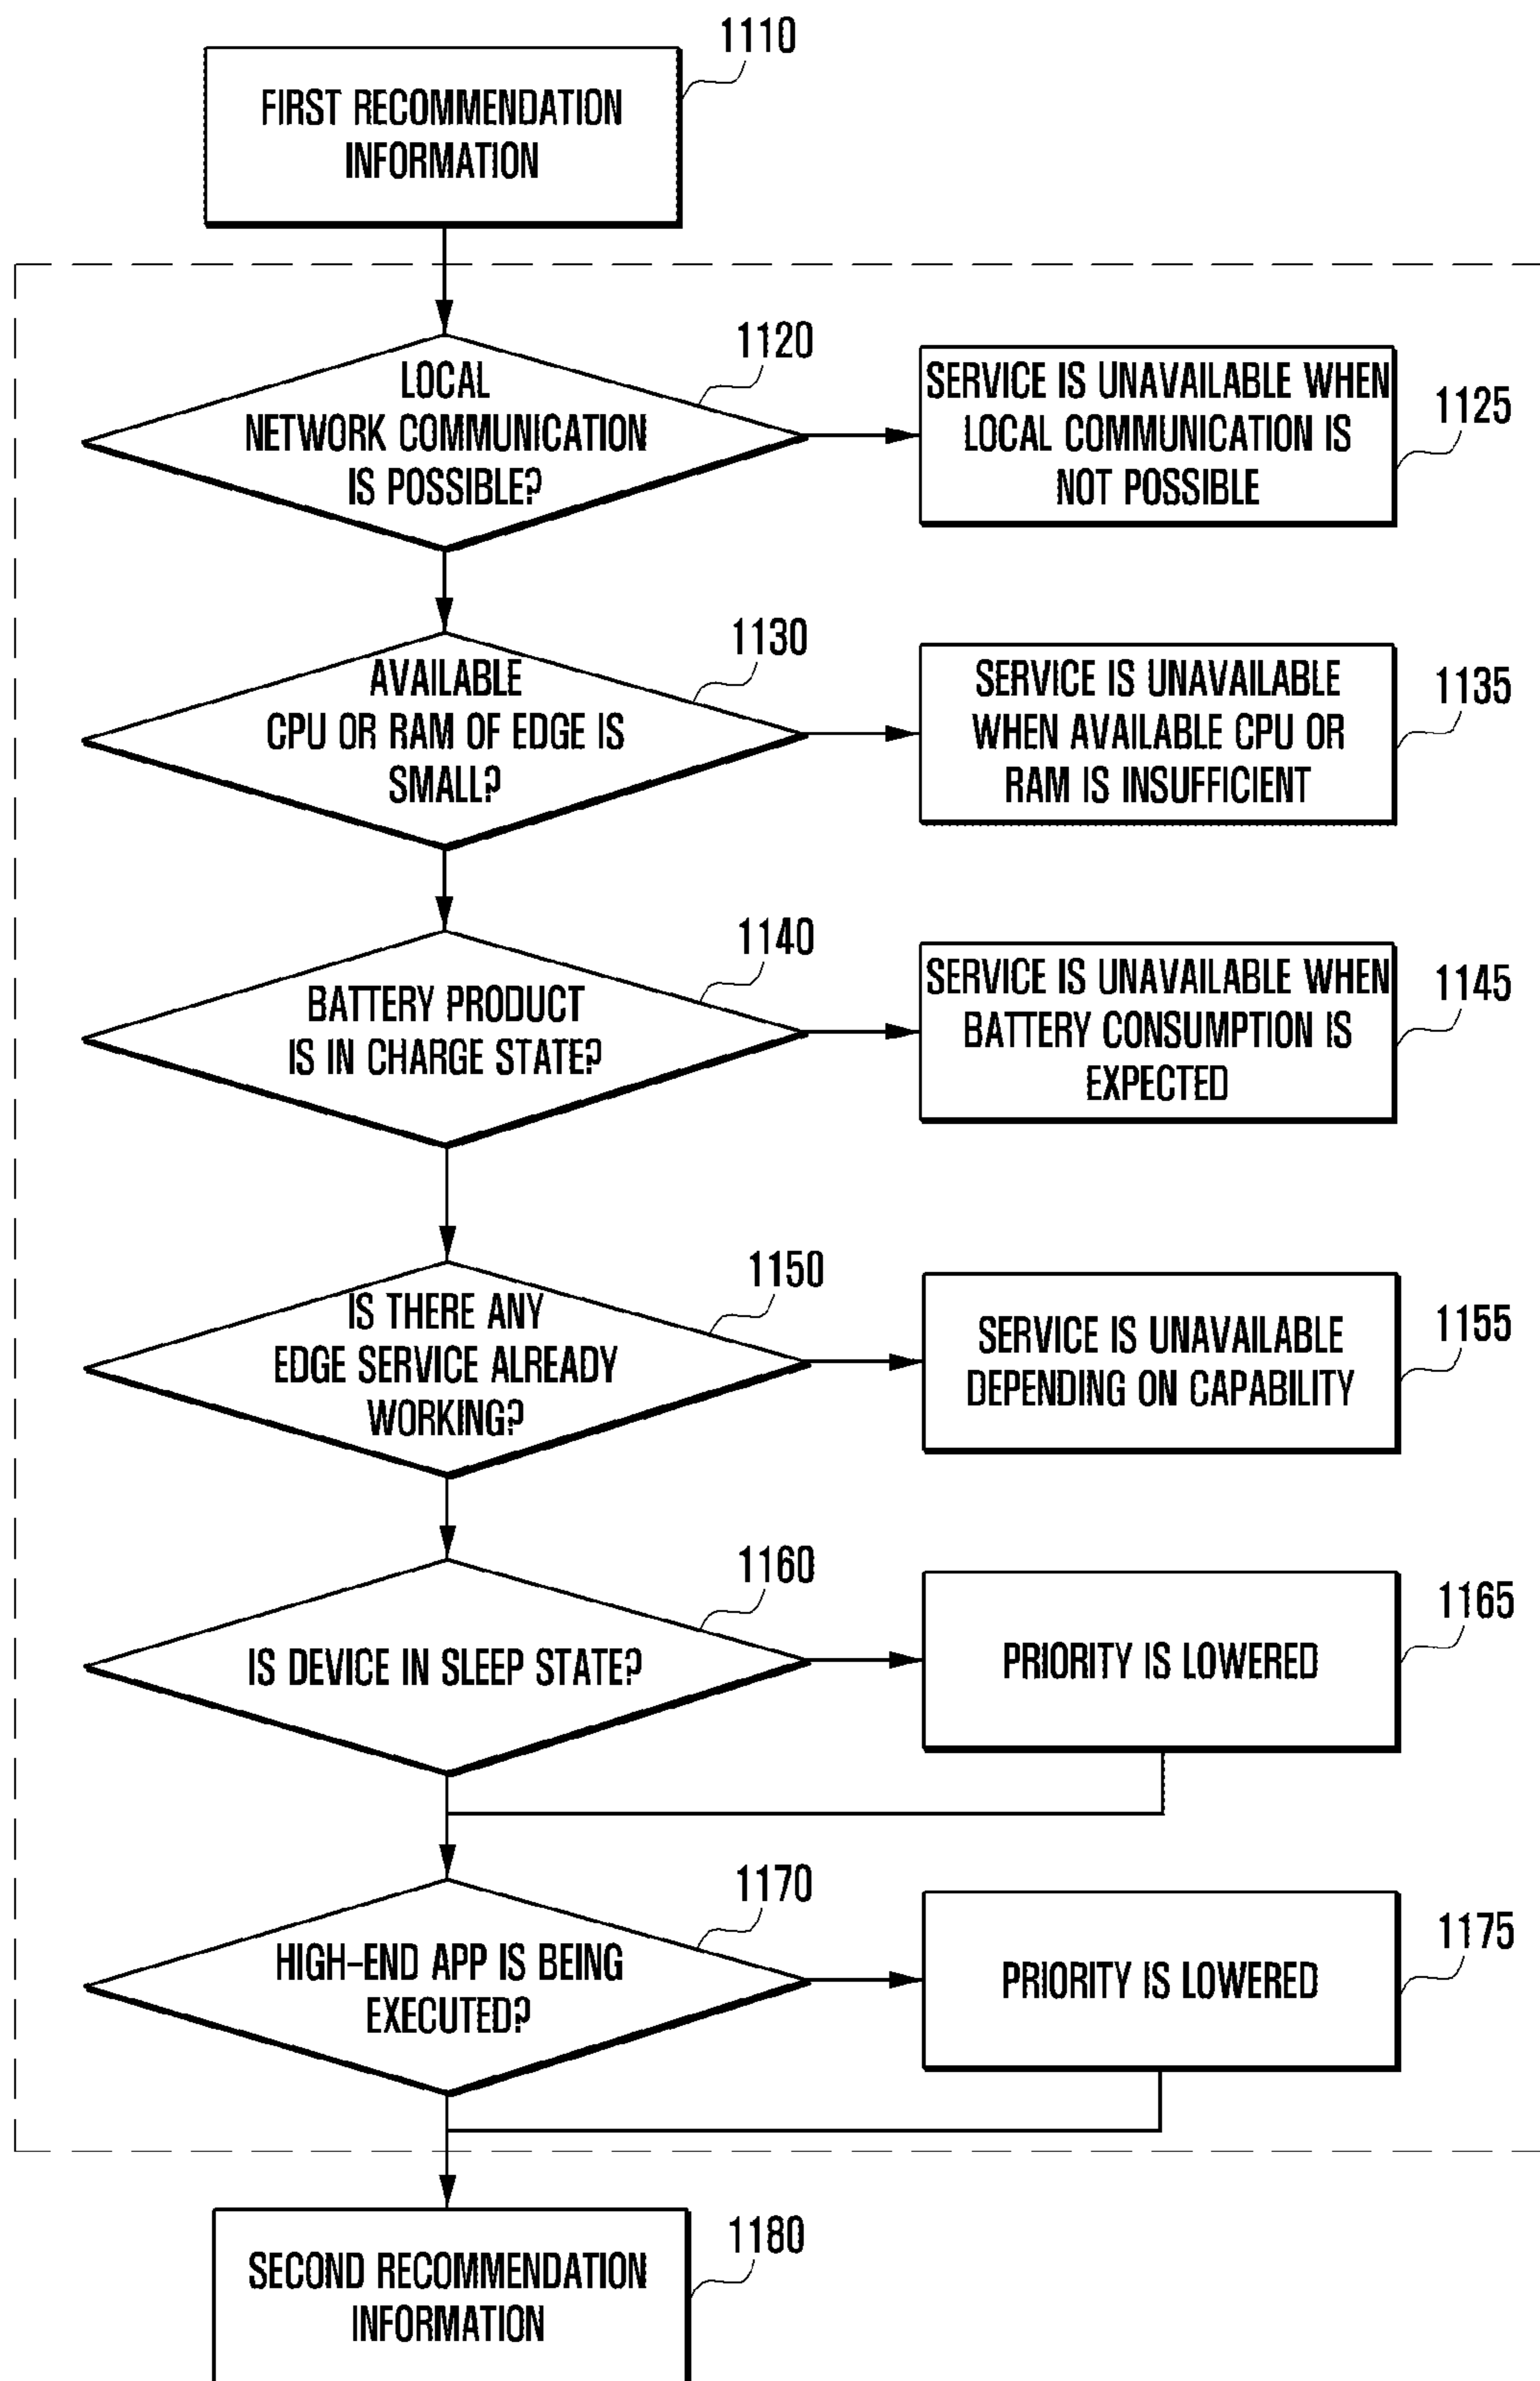 1110
FIRST RECOMMENDATION
INFORMATION
1120
LOCAL
NETWORK COMMUNICATION
IS POSSIBLE?
SERVICE IS UNAVAILABLE WHEN
LOCAL COMMUNICATION IS
NOT POSSIBLE
1125
1130
AVAILABLE
CPU OR RAM OF EDGE IS
SMALL?
SERVICE IS UNAVAILABLE
WHEN AVAILABLE CPU OR
RAM IS INSUFFICIENT
1135
1140
BATTERY PRODUCT
IS IN CHARGE STATE?
SERVICE IS UNAVAILABLE WHEN
BATTERY CONSUMPTION IS
EXPECTED
1145
1150
IS THERE ANY
EDGE SERVICE ALREADY
WORKING?
SERVICE IS UNAVAILABLE
DEPENDING ON CAPABILITY
1155
1160
IS DEVICE IN SLEEP STATE?
PRIORITY IS LOWERED
1165
1170
HIGH-END APP IS BEING
EXECUTED?
PRIORITY IS LOWERED
1175
1180
SECOND RECOMMENDATION
INFORMATION